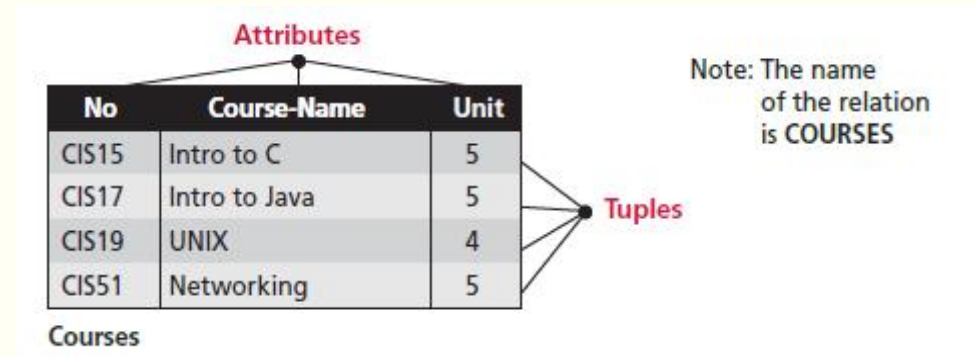 Attributes
Note: The name
of the relation
is COURSES
No Course-Name Unit
CIS15 Intro to C 5
CIS17 Intro to Java 5
Tuples
CIS19 UNIX 4
CIS51 Networking 5
Courses